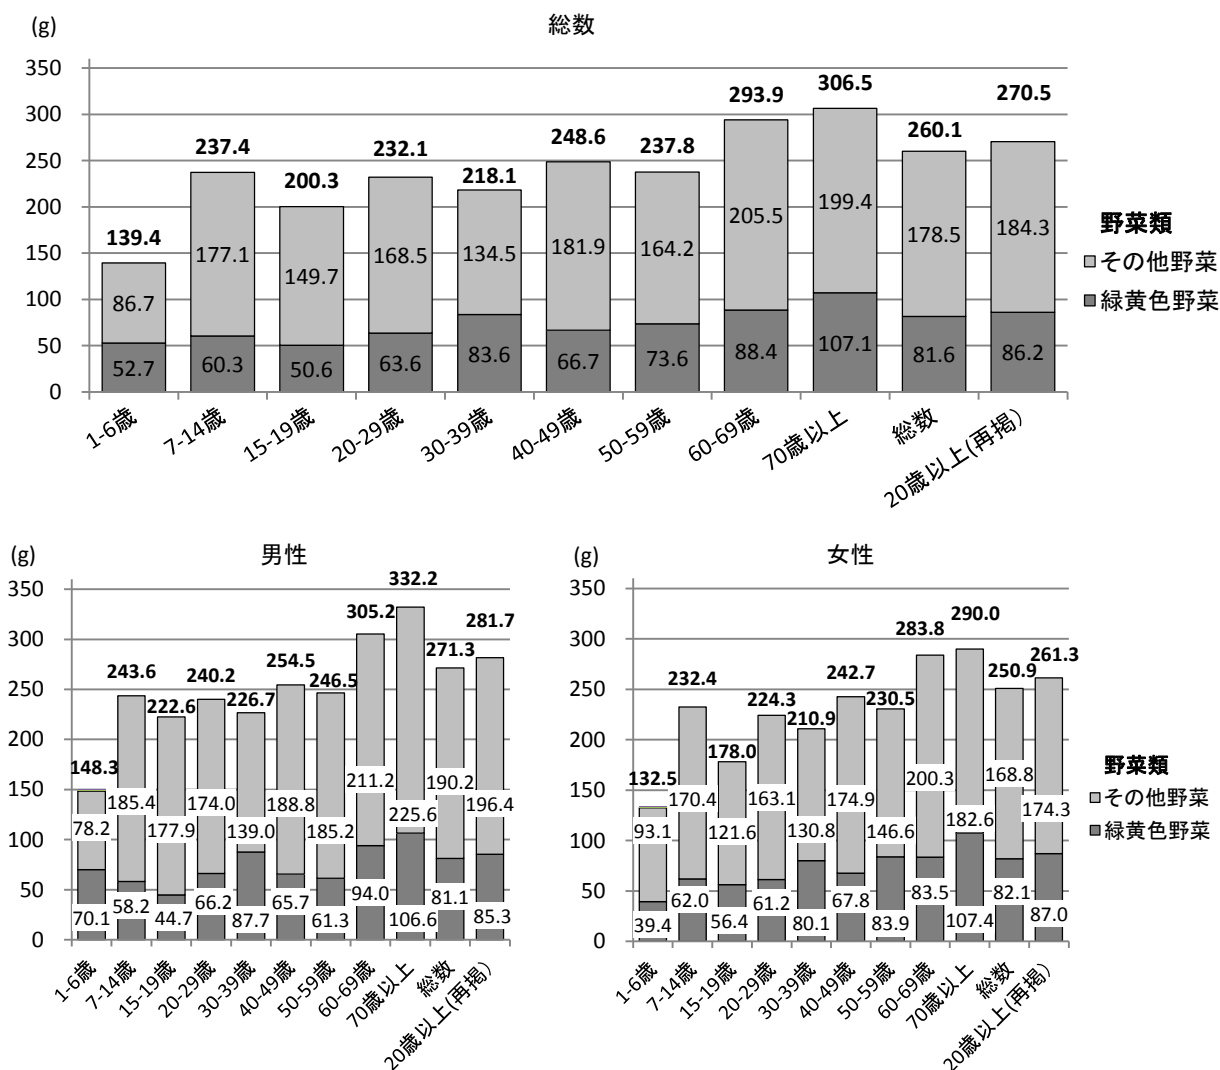 総数
(g)
350
300
250
200
150
100
50
0
139.4 237.4 200.3 232.1 218.1 248.6 237.8 293.9 306.5 260.1 270.5
86.7 177.1 149.7 168.5 134.5 181.9 164.2 205.5 199.4 178.5 184.3
52.7 60.3 50.6 63.6 83.6 66.7 73.6 88.4 107.1 81.6 86.2
1-6歳 7-14歳 15-19歳 20-29歳 30-39歳 40-49歳 50-59歳 60-69歳 70歳以上 総数 20歳以上(再掲)
野菜類
その他野菜
緑黄色野菜
男性
(g)
350
300
250
200
150
100
50
0
148.3 243.6 222.6 240.2 226.7 254.5 246.5 305.2 332.2 271.3 281.7
78.2 185.4 177.9 174.0 139.0 188.8 185.2 211.2 225.6 190.2 196.4
70.1 58.2 44.7 66.2 87.7 65.7 61.3 94.0 106.6 81.1 85.3
1-6歳 7-14歳 15-19歳 20-29歳 30-39歳 40-49歳 50-59歳 60-69歳 70歳以上 総数 20歳以上(再掲)
女性
(g)
350
300
250
200
150
100
50
0
132.5 232.4 178.0 224.3 210.9 242.7 230.5 283.8 290.0 250.9 261.3
93.1 170.4 121.6 163.1 130.8 174.9 146.6 200.3 182.6 168.8 174.3
39.4 62.0 56.4 61.2 80.1 67.8 83.9 83.5 107.4 82.1 87.0
1-6歳 7-14歳 15-19歳 20-29歳 30-39歳 40-49歳 50-59歳 60-69歳 70歳以上 総数 20歳以上(再掲)
野菜類
その他野菜
緑黄色野菜